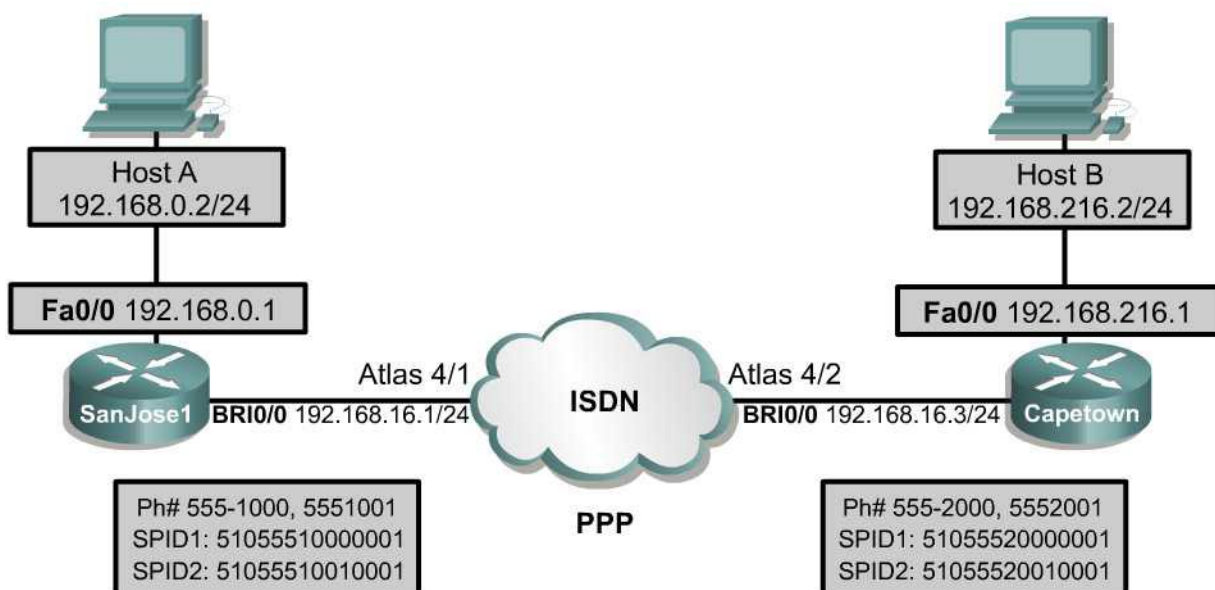 Host A
192.168.0.2/24
Host B
192.168.216.2/24
Fa0/0 192.168.0.1
Fa0/0 192.168.216.1
Atlas 4/1
Atlas 4/2
SanJose1
BRI0/0 192.168.16.1/24
ISDN
BRI0/0 192.168.16.3/24
Capetown
Ph# 555-1000, 5551001
SPID1: 51055510000001
SPID2: 51055510010001
PPP
Ph# 555-2000, 5552001
SPID1: 51055520000001
SPID2: 51055520010001